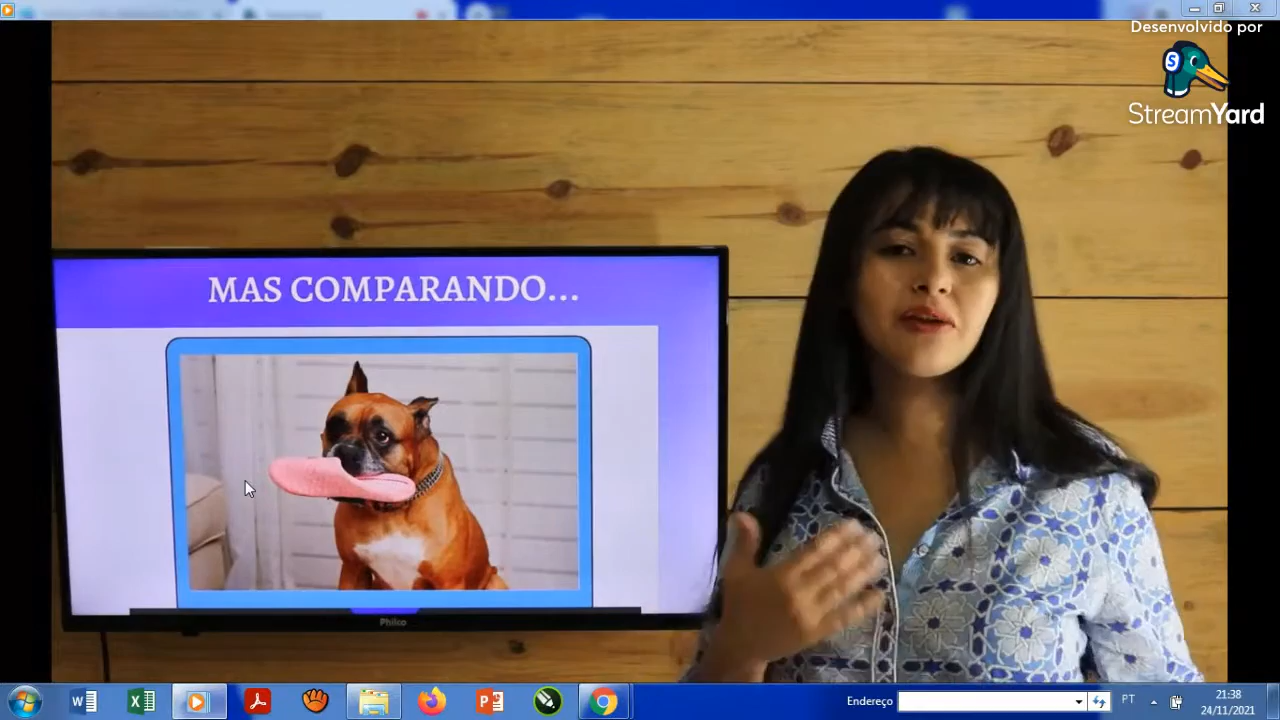 Desenvolvido por
StreamYard
MAS COMPARANDO...
Philco
Endereço
PT
21:38
24/11/2021